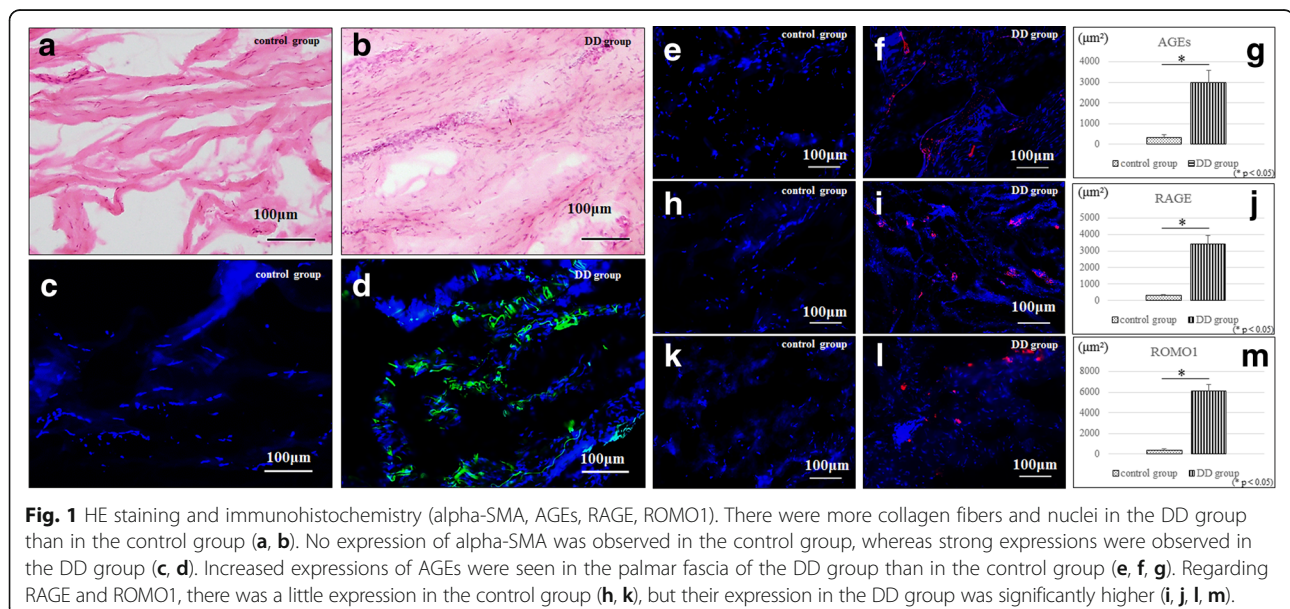 a
control group
100μm
b
DD group
100μm
c
control group
100μm
d
DD group
100μm
e
control group
100μm
f
DD group
100μm
g
(μm²)
AGEs
*
4000
3000
2000
1000
0
control group DD group
(* p < 0.05)
h
control group
100μm
i
DD group
100μm
j
(μm²)
RAGE
*
5000
4000
3000
2000
1000
0
control group DD group
(* p < 0.05)
k
control group
100μm
l
DD group
100μm
m
(μm²)
ROMO1
*
8000
6000
4000
2000
0
control group DD group
(* p < 0.05)
Fig. 1 HE staining and immunohistochemistry (alpha-SMA, AGEs, RAGE, ROMO1). There were more collagen fibers and nuclei in the DD group
than in the control group (a, b). No expression of alpha-SMA was observed in the control group, whereas strong expressions were observed in
the DD group (c, d). Increased expressions of AGEs were seen in the palmar fascia of the DD group than in the control group (e, f, g). Regarding
RAGE and ROMO1, there was a little expression in the control group (h, k), but their expression in the DD group was significantly higher (i, j, l, m).